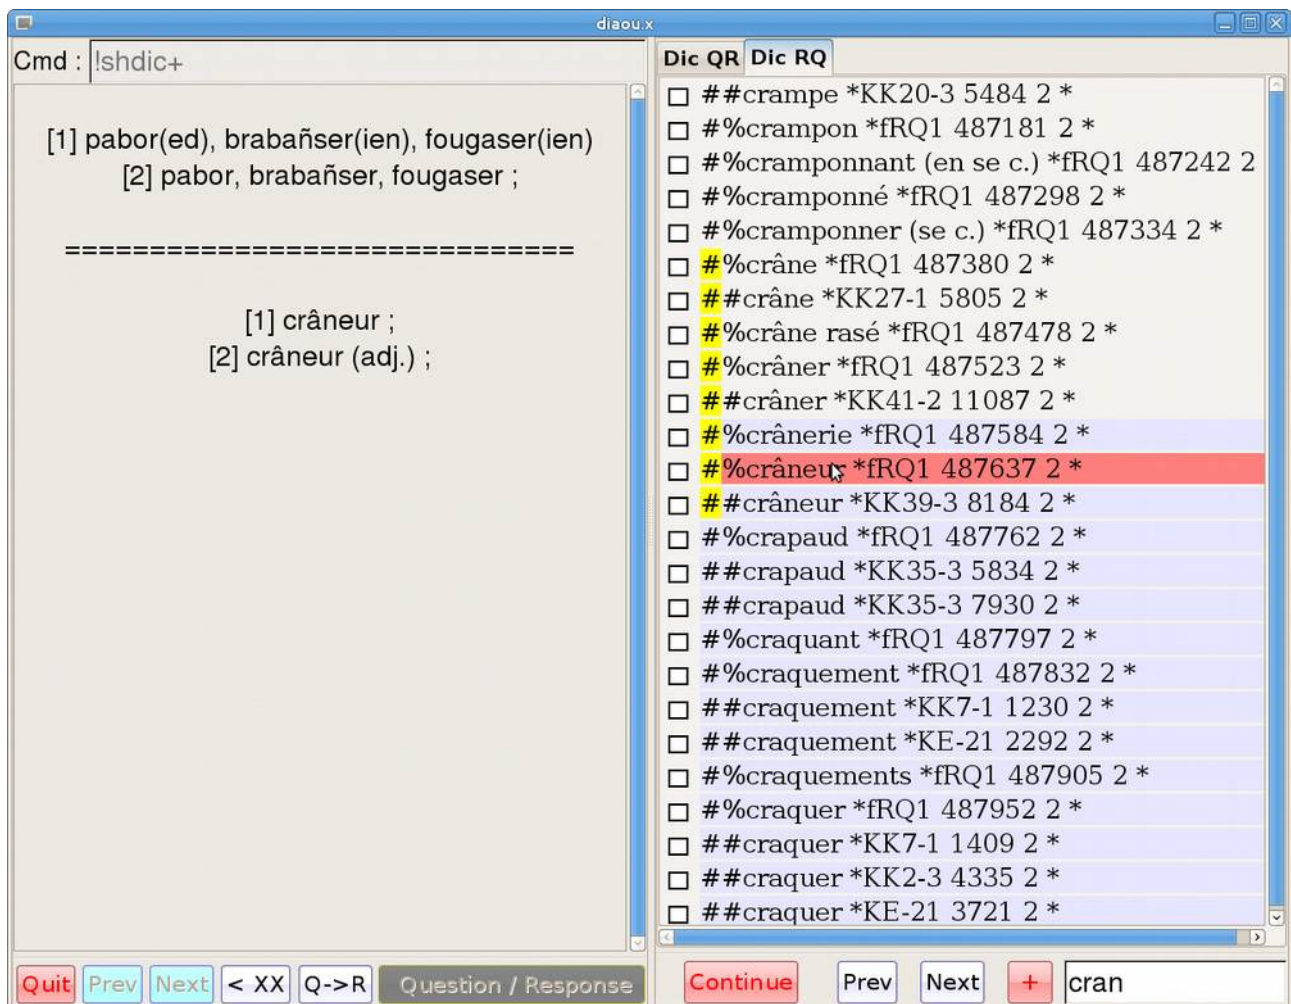 diaou.x
Cmd : !shdic+
[1] pabor(ed), brabañser(ien), fougaser(ien)
[2] pabor, brabañser, fougaser ;
==============================
[1] crâneur ;
[2] crâneur (adj.) ;
Quit Prev Next < XX Q->R Question / Response
Dic QR Dic RQ
##crampe *KK20-3 5484 2 *
#%crampon *fRQ1 487181 2 *
#%cramponnant (en se c.) *fRQ1 487242 2
#%cramponné *fRQ1 487298 2 *
#%cramponner (se c.) *fRQ1 487334 2 *
#%crâne *fRQ1 487380 2 *
##crâne *KK27-1 5805 2 *
#%crâne rasé *fRQ1 487478 2 *
#%crâner *fRQ1 487523 2 *
##crâner *KK41-2 11087 2 *
#%crânerie *fRQ1 487584 2 *
#%crâneur *fRQ1 487637 2 *
##crâneur *KK39-3 8184 2 *
#%crapaud *fRQ1 487762 2 *
##crapaud *KK35-3 5834 2 *
##crapaud *KK35-3 7930 2 *
#%craquant *fRQ1 487797 2 *
#%craquement *fRQ1 487832 2 *
##craquement *KK7-1 1230 2 *
##craquement *KE-21 2292 2 *
#%craquements *fRQ1 487905 2 *
#%craquer *fRQ1 487952 2 *
##craquer *KK7-1 1409 2 *
##craquer *KK2-3 4335 2 *
##craquer *KE-21 3721 2 *
Continue Prev Next + cran